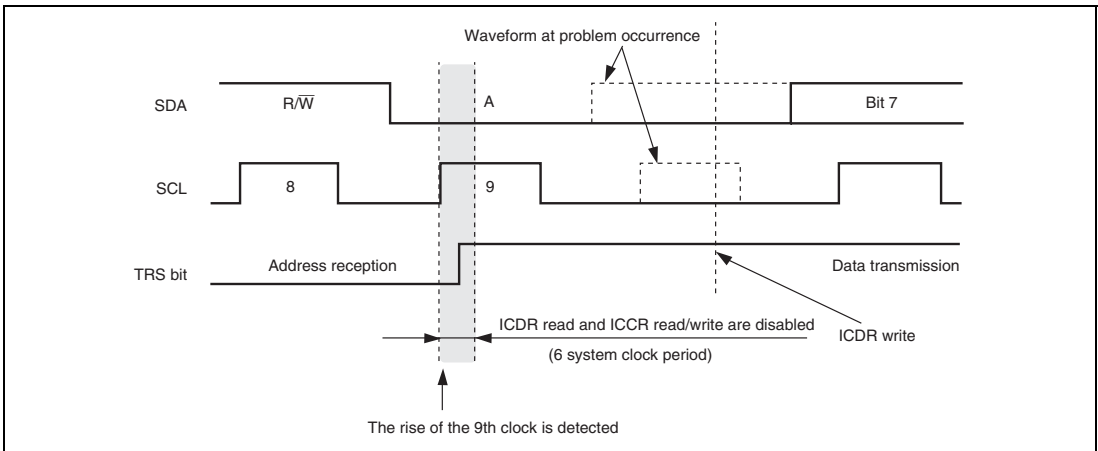 Waveform at problem occurrence
SDA
R/W̅
A
Bit 7
SCL
8
9
TRS bit
Address reception
Data transmission
ICDR read and ICCR read/write are disabled
(6 system clock period)
ICDR write
The rise of the 9th clock is detected